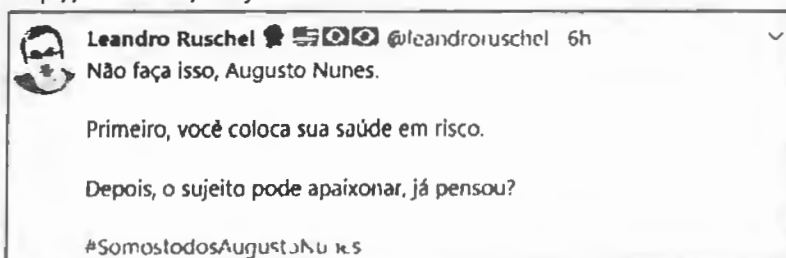 Leandro Ruschel @leandroruschel 6h
Não faça isso, Augusto Nunes.
Primeiro, você coloca sua saúde em risco.
Depois, o sujeito pode apaixonar, já pensou?
#SomostodosAugustoNunes